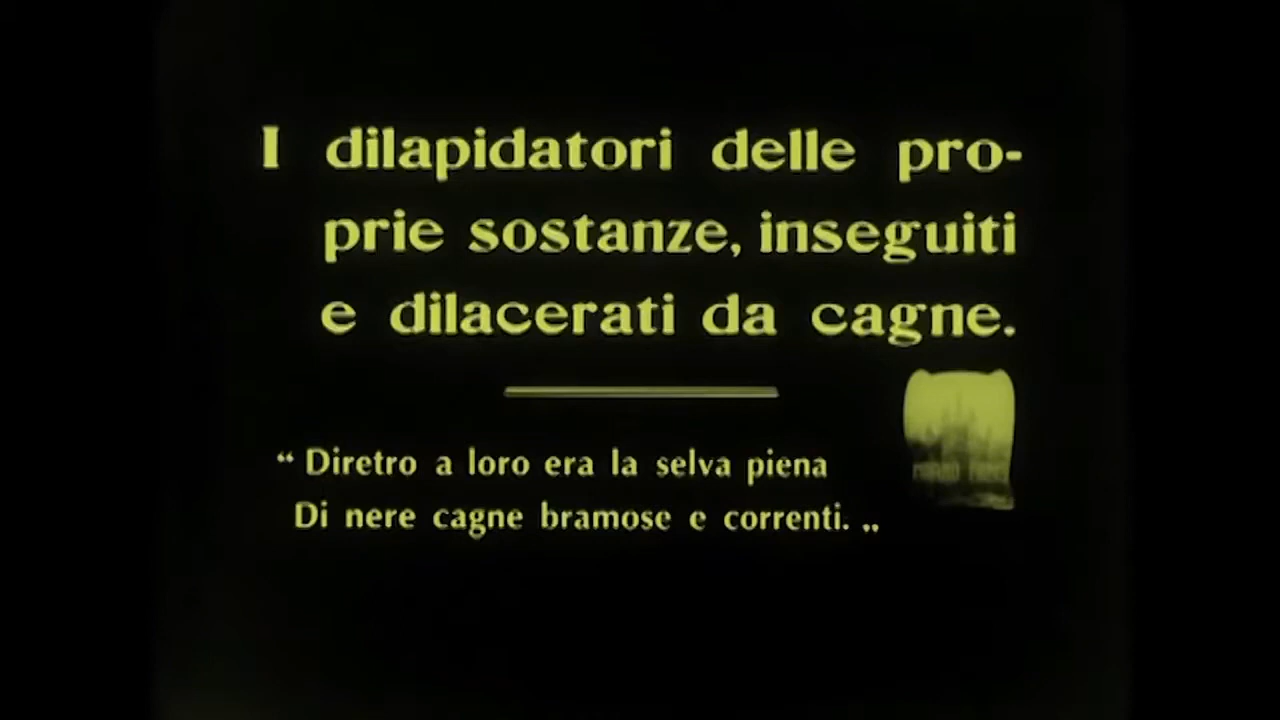 I dilapidatori delle pro-
prie sostanze, inseguiti
e dilacerati da cagne.
“ Diretro a loro era la selva piena
Di nere cagne bramose e correnti. „